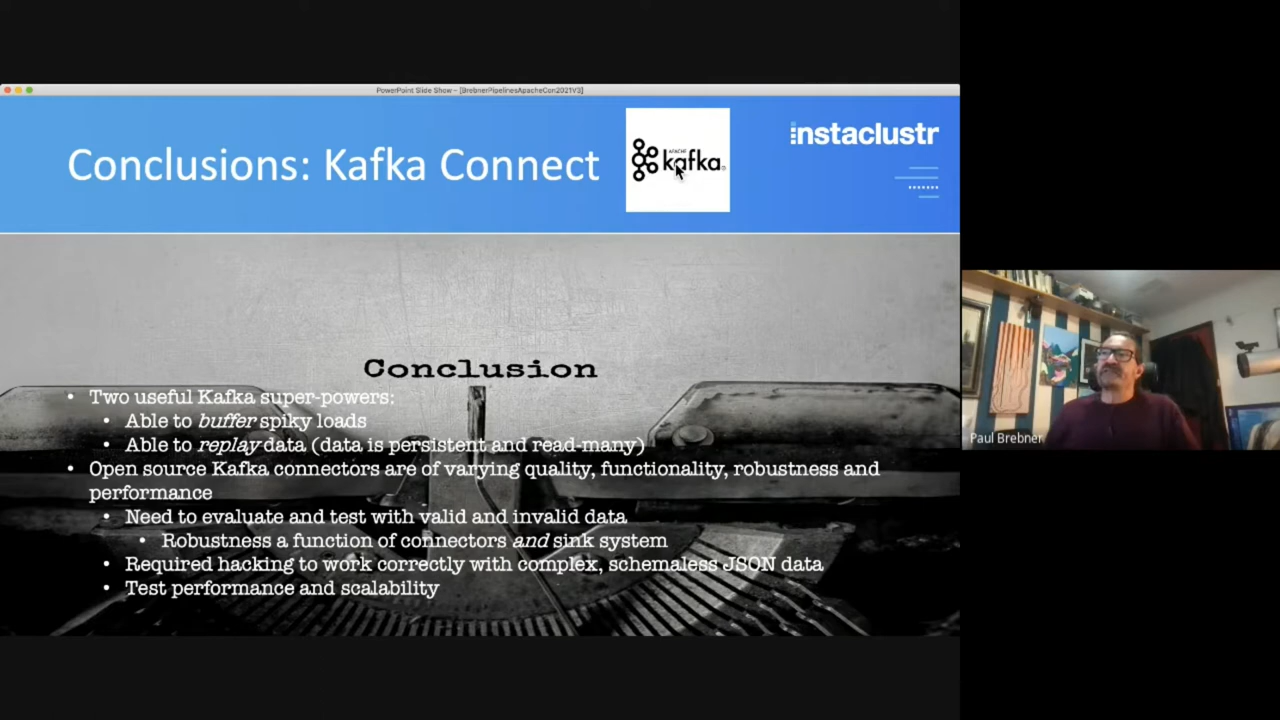 PowerPoint Slide Show - [BrebnerPipelinesApacheCon2021V3]
Conclusions: Kafka Connect
APACHE
kafka
instaclustr
Conclusion
• Two useful Kafka super-powers:
• Able to buffer spiky loads
• Able to replay data (data is persistent and read-many)
• Open source Kafka connectors are of varying quality, functionality, robustness and
performance
• Need to evaluate and test with valid and invalid data
• Robustness a function of connectors and sink system
• Required hacking to work correctly with complex, schemaless JSON data
• Test performance and scalability
Paul Brebner